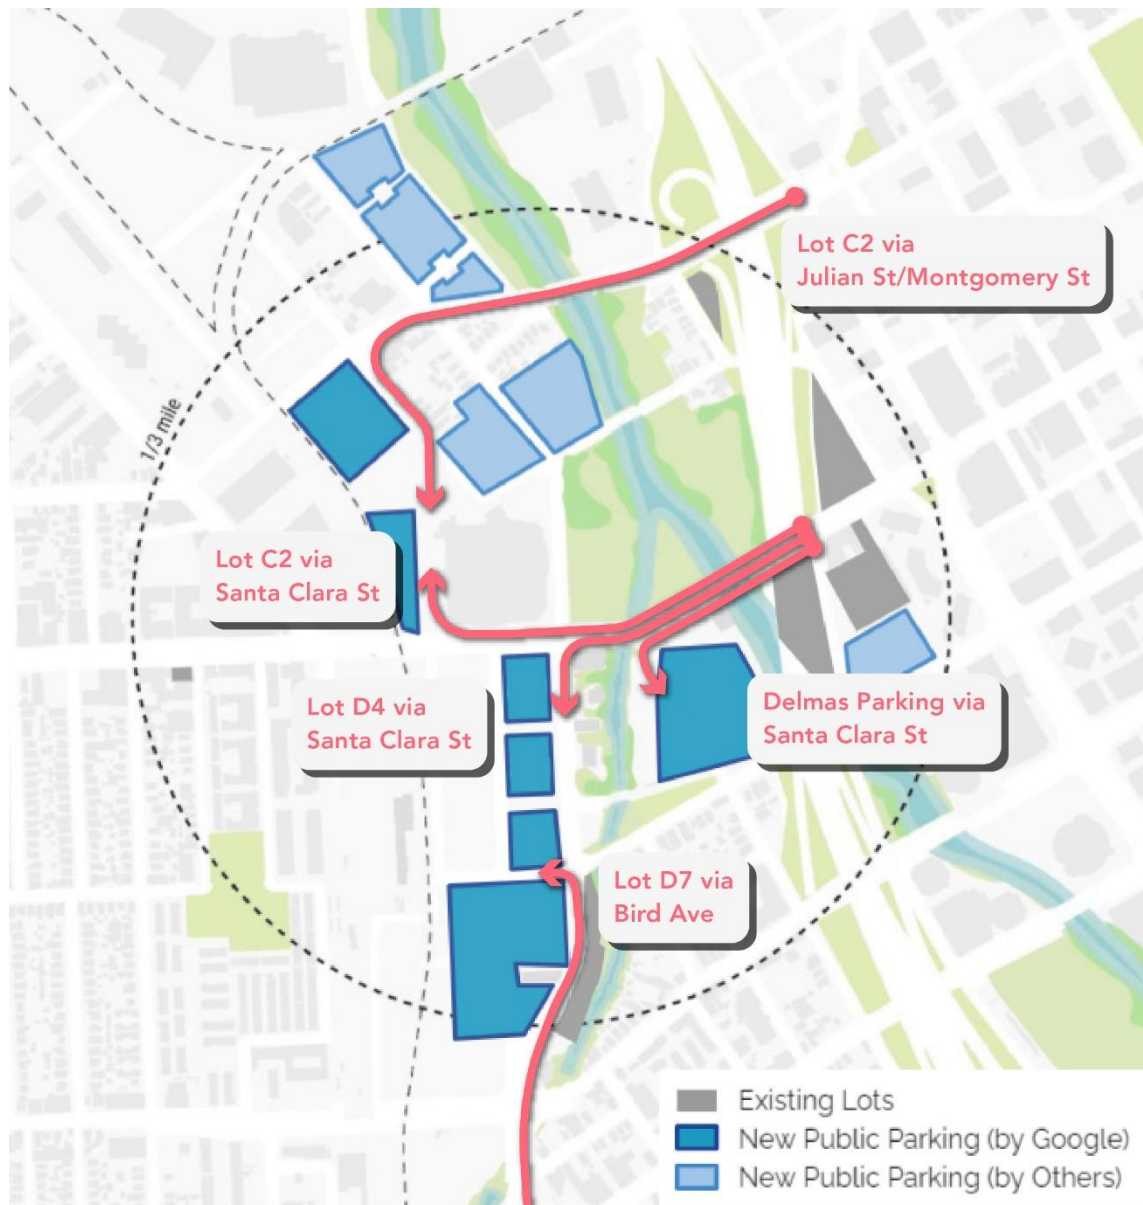 Lot C2 via
Julian St/Montgomery St
1/3 mile
Lot C2 via
Santa Clara St
Lot D4 via
Santa Clara St
Delmas Parking via
Santa Clara St
Lot D7 via
Bird Ave
Existing Lots
New Public Parking (by Google)
New Public Parking (by Others)